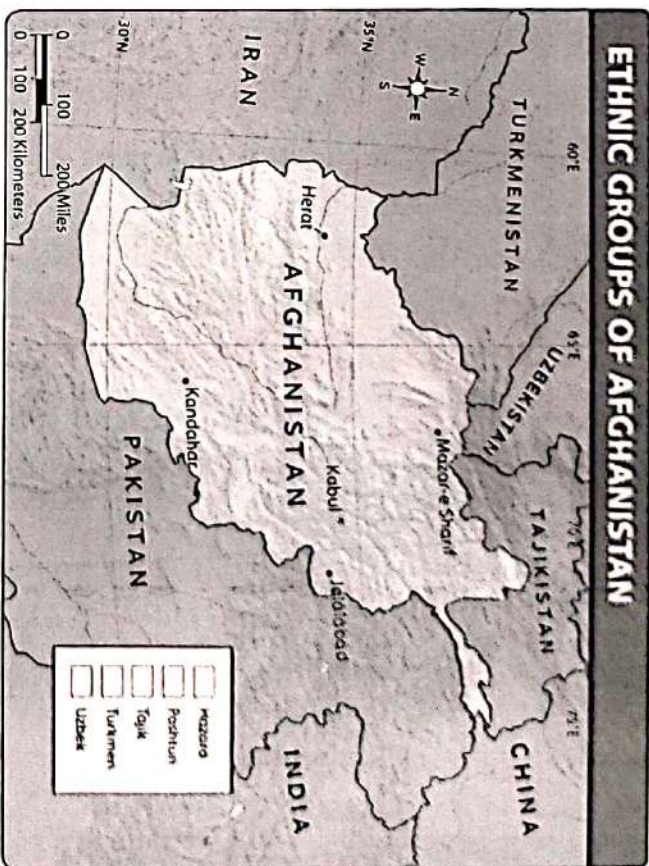 ETHNIC GROUPS OF AFGHANISTAN
60°E
65°E
70°E
75°E
TURKMENISTAN
UZBEKISTAN
TAJIKISTAN
CHINA
N
W
E
S
35°N
Mazar-e Sharif
Herat
Kabul
Jalalabad
AFGHANISTAN
IRAN
Kandahar
INDIA
PAKISTAN
30°N
Hazara
Pashtun
Tajik
Turkmen
Uzbek
0 100 200 Miles
0 100 200 Kilometers